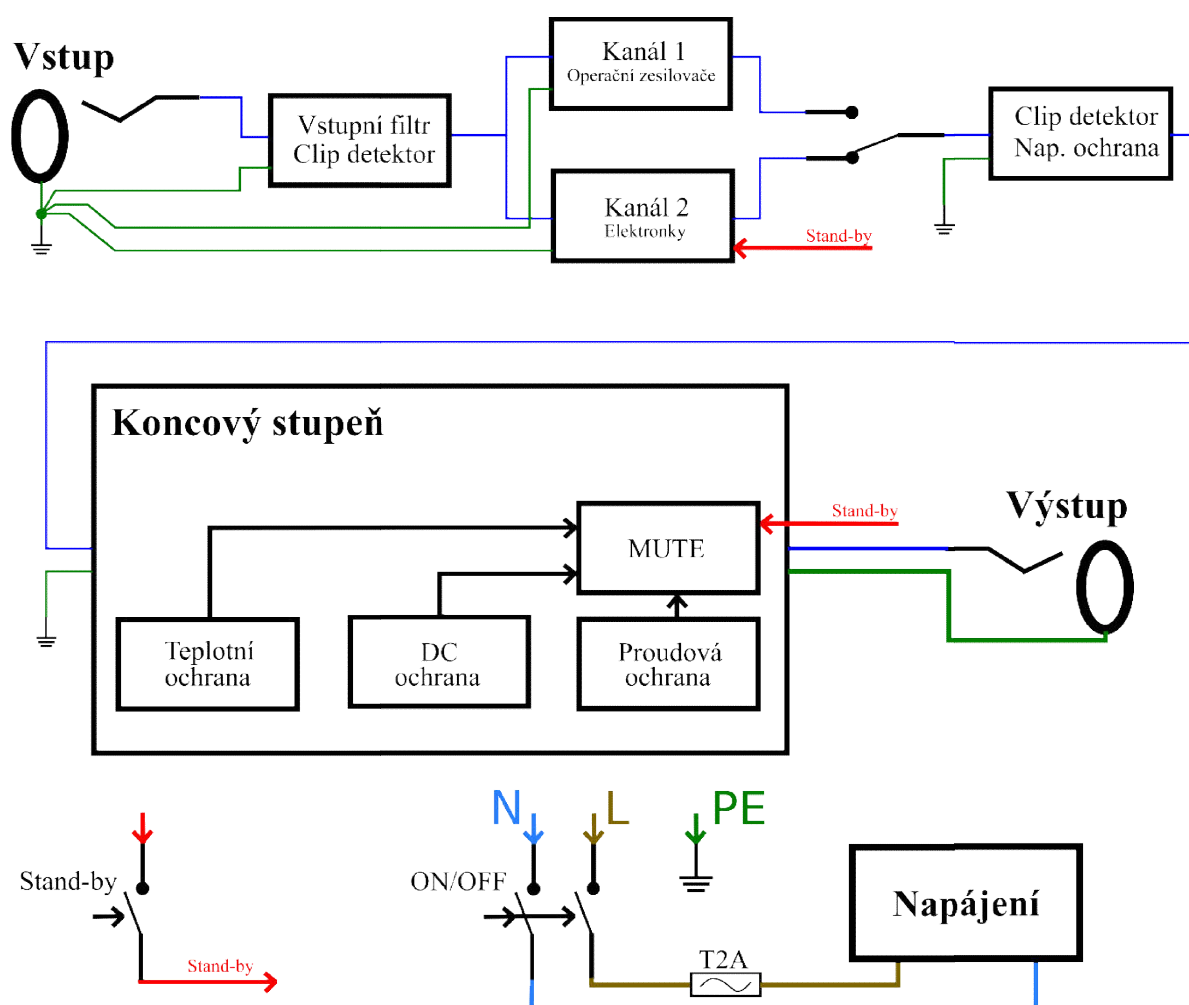 Vstup
Vstupní filtr
Clip detektor
Kanál 1
Operační zesilovače
Kanál 2
Elektronky
Stand-by
Clip detektor
Nap. ochrana
Koncový stupeň
MUTE
Stand-by
Výstup
Teplotní
ochrana
DC
ochrana
Proudová
ochrana
Stand-by
Stand-by
N
L
PE
ON/OFF
T2A
Napájení